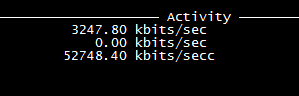 Activity
3247.80 kbits/sec
0.00 kbits/sec
52748.40 kbits/secc